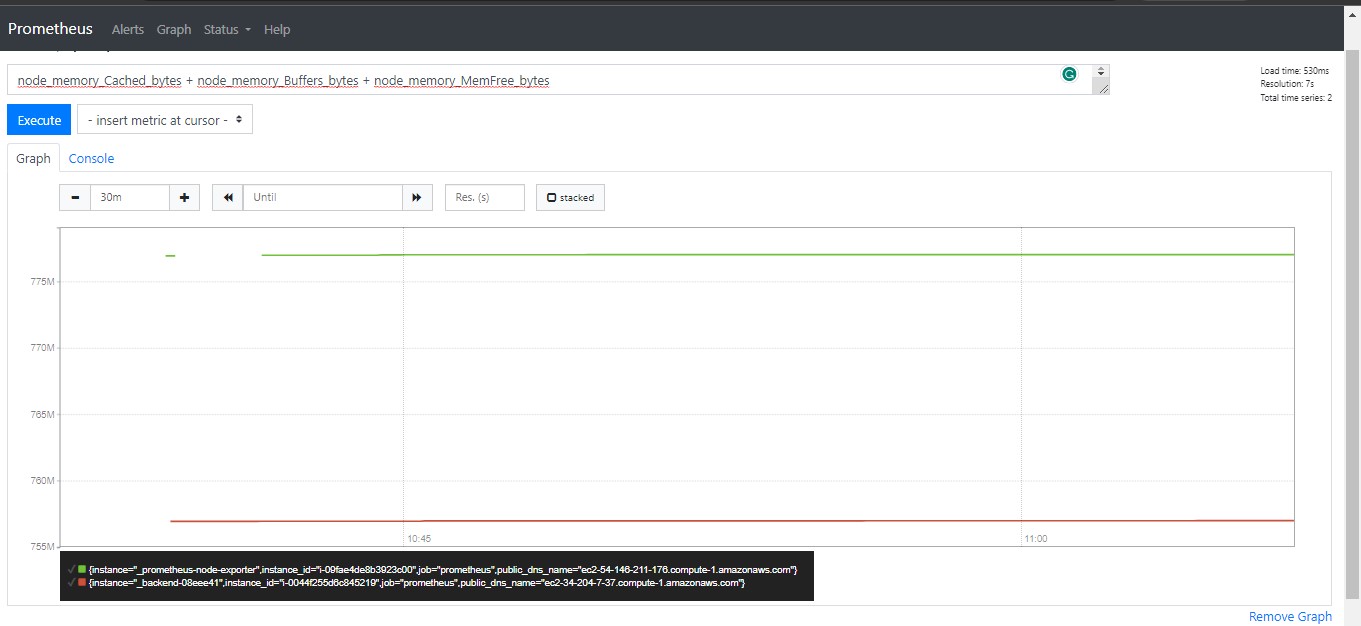 Prometheus Alerts Graph Status Help
node_memory_Cached_bytes + node_memory_Buffers_bytes + node_memory_MemFree_bytes
Load time: 530ms
Resolution: 7s
Total time series: 2
Execute - insert metric at cursor -
Graph Console
30m Until Res. (s) stacked
775M
770M
765M
760M
755M
10:45 11:00
{instance="_prometheus-node-exporter",instance_id="i-09fae4de8b3923c00",job="prometheus",public_dns_name="ec2-54-146-211-176.compute-1.amazonaws.com"}
{instance="_backend-08eee41",instance_id="i-0044f255d6c845219",job="prometheus",public_dns_name="ec2-34-204-7-37.compute-1.amazonaws.com"}
Remove Graph